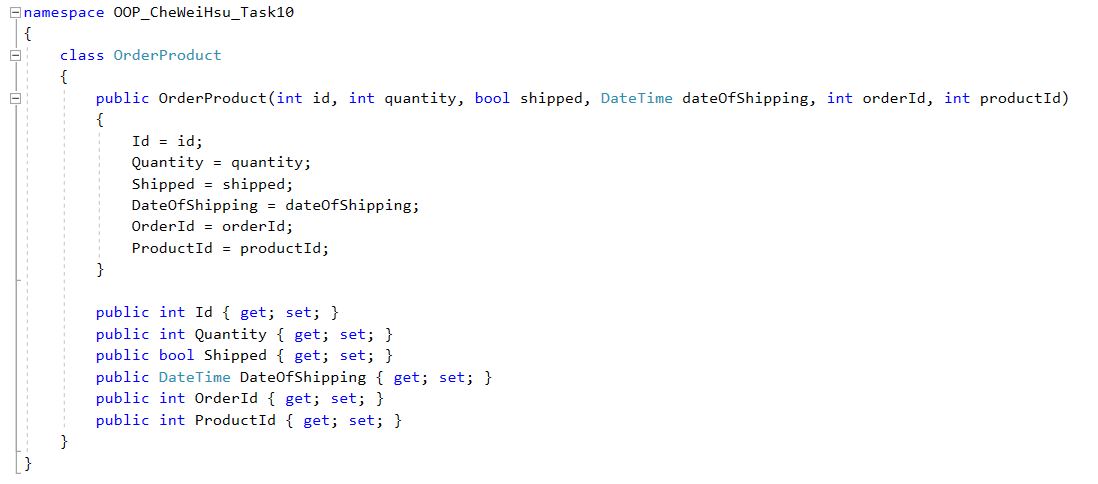 namespace OOP_CheWeiHsu_Task10
{
    class OrderProduct
    {
        public OrderProduct(int id, int quantity, bool shipped, DateTime dateOfShipping, int orderId, int productId)
        {
            Id = id;
            Quantity = quantity;
            Shipped = shipped;
            DateOfShipping = dateOfShipping;
            OrderId = orderId;
            ProductId = productId;
        }

        public int Id { get; set; }
        public int Quantity { get; set; }
        public bool Shipped { get; set; }
        public DateTime DateOfShipping { get; set; }
        public int OrderId { get; set; }
        public int ProductId { get; set; }
    }
}